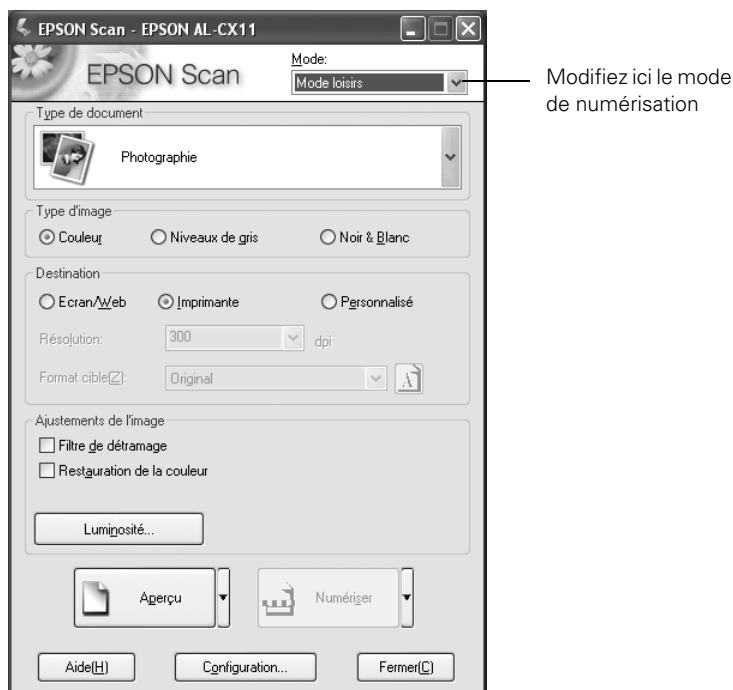 EPSON Scan - EPSON AL-CX11
EPSON Scan
Mode:
Mode loisirs
Modifiez ici le mode
de numérisation
Type de document
Photographie
Type d'image
Couleur
Niveaux de gris
Noir & Blanc
Destination
Ecran/Web
Imprimante
Personnalisé
Résolution:
300
dpi
Format cible(Z):
Original
A
Ajustements de l'image
Filtre de détramage
Restauration de la couleur
Luminosité...
Aperçu
Numériser
Aide(H)
Configuration...
Fermer(C)